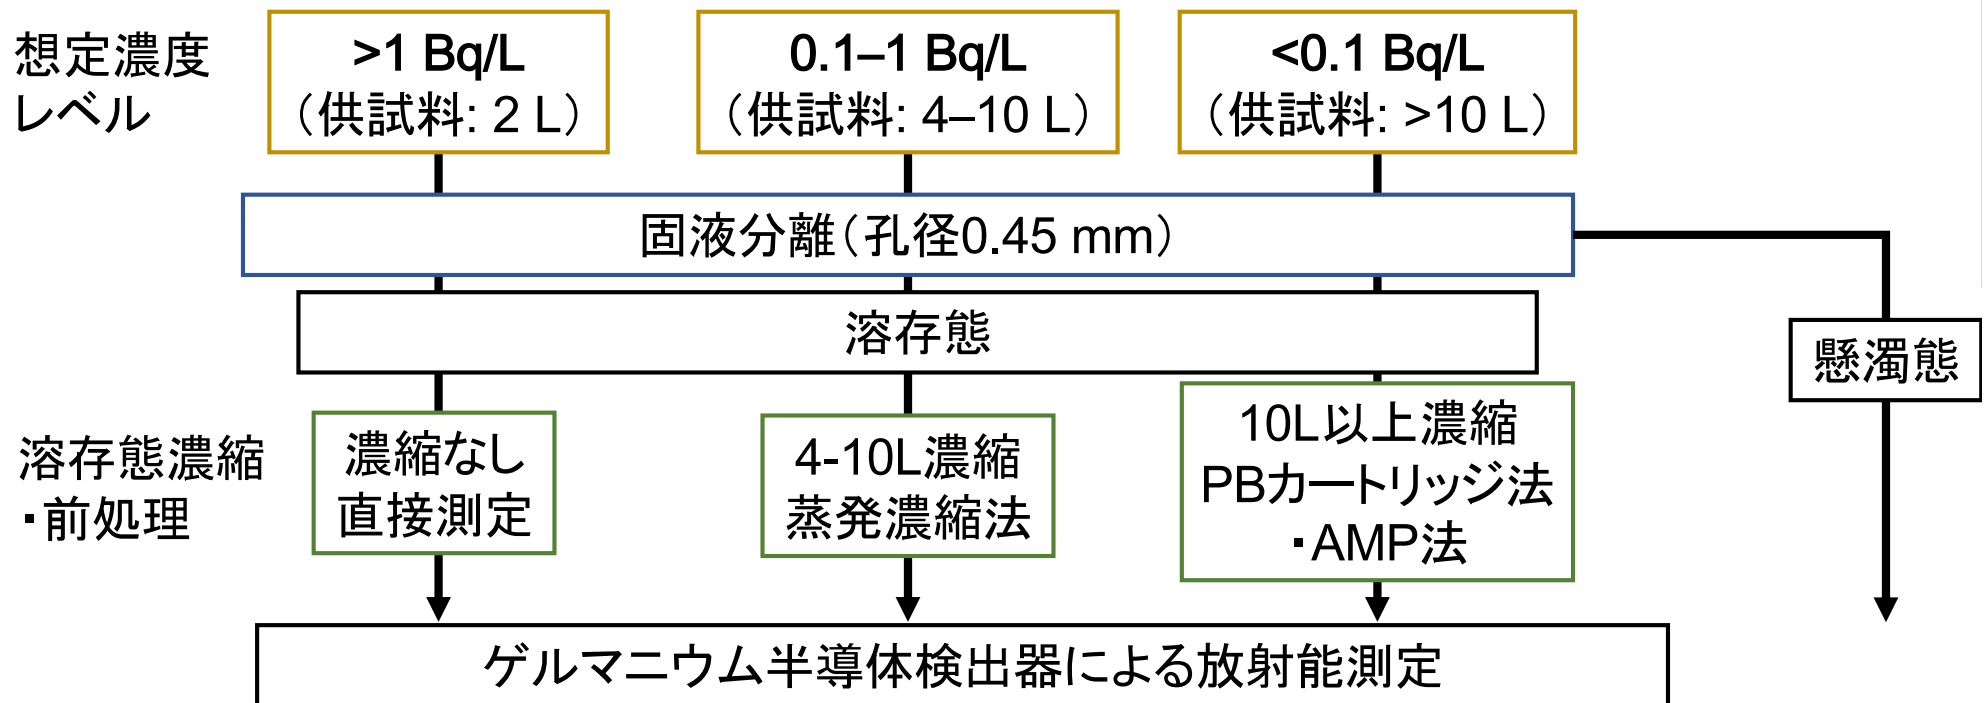 想定濃度
レベル
>1 Bq/L
（供試料: 2 L）
0.1–1 Bq/L
（供試料: 4–10 L）
<0.1 Bq/L
（供試料: >10 L）
固液分離（孔径0.45 mm）
溶存態
懸濁態
溶存態濃縮
・前処理
濃縮なし
直接測定
4-10L濃縮
蒸発濃縮法
10L以上濃縮
PBカートリッジ法
・AMP法
ゲルマニウム半導体検出器による放射能測定